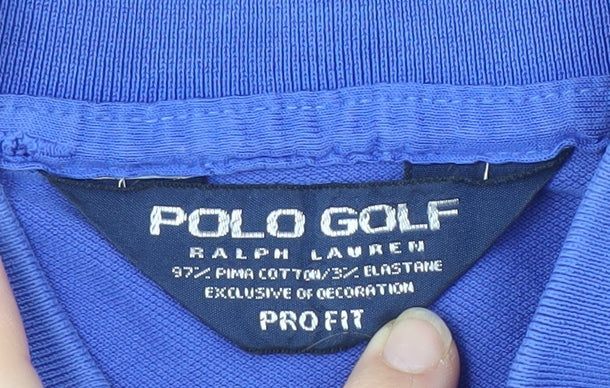 POLO GOLF
RALPH LAUREN
97% PIMA COTTON/3% ELASTANE
EXCLUSIVE OF DECORATION
PRO FIT